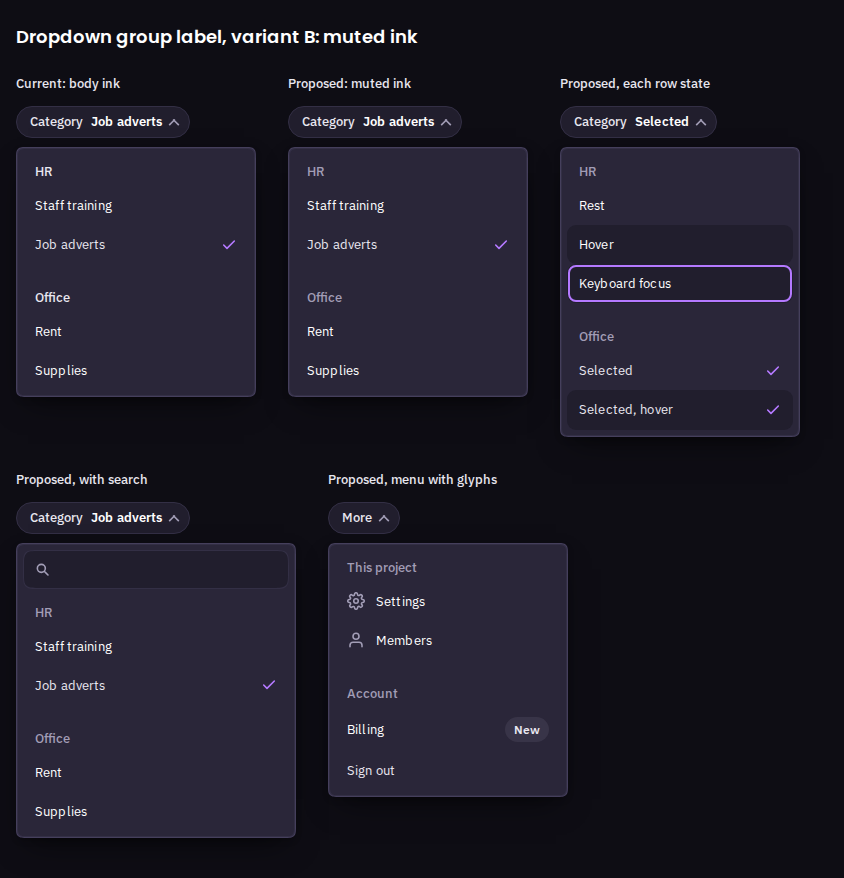 Dropdown group label, variant B: muted ink
Current: body ink
Category Job adverts
HR
Staff training
Job adverts
Office
Rent
Supplies
Proposed: muted ink
Category Job adverts
HR
Staff training
Job adverts
Office
Rent
Supplies
Proposed, each row state
Category Selected
HR
Rest
Hover
Keyboard focus
Office
Selected
Selected, hover
Proposed, with search
Category Job adverts
HR
Staff training
Job adverts
Office
Rent
Supplies
Proposed, menu with glyphs
More
This project
Settings
Members
Account
Billing New
Sign out